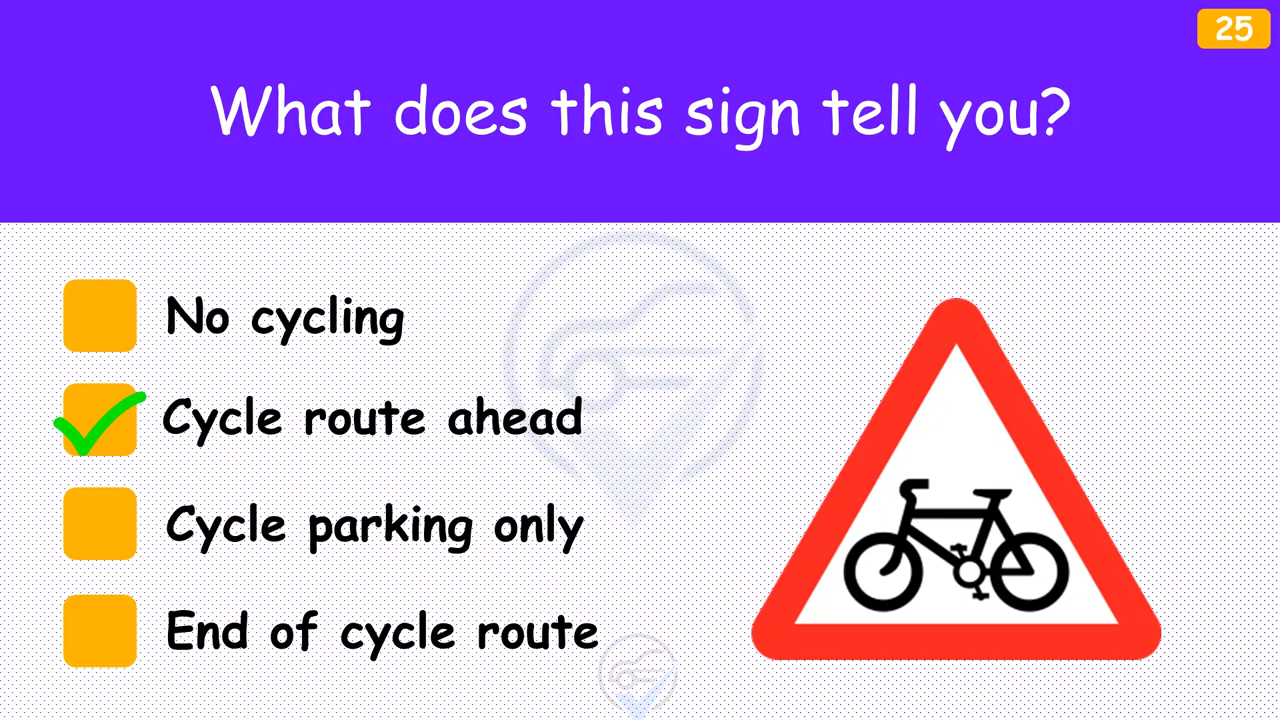 25
What does this sign tell you?
No cycling
Cycle route ahead
Cycle parking only
End of cycle route